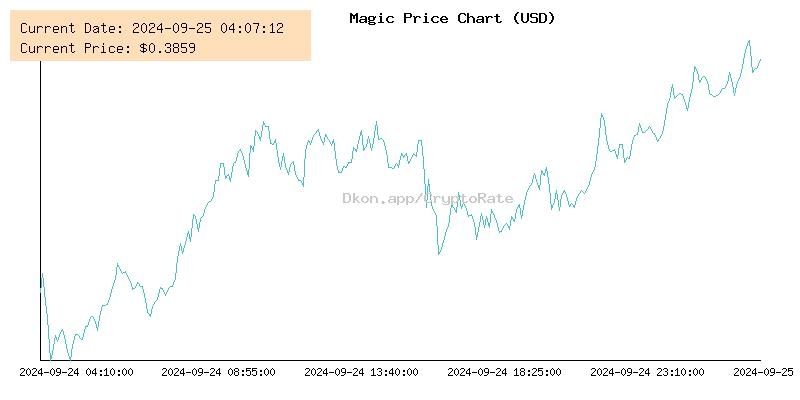 Magic Price Chart (USD)
Current Date: 2024-09-25 04:07:12
Current Price: $0.3859
Dkon.app/CryptoRate
2024-09-24 04:10:00
2024-09-24 08:55:00
2024-09-24 13:40:00
2024-09-24 18:25:00
2024-09-24 23:10:00
2024-09-25